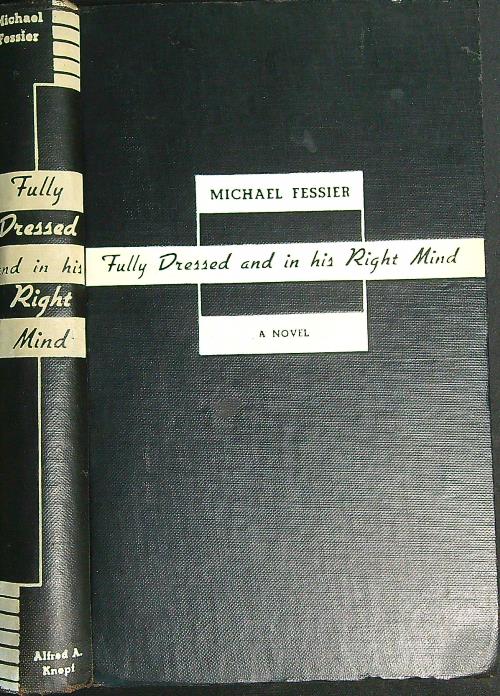 Michael
Fessier
Fully
Dressed
and in his
Right
Mind
Alfred A.
Knopf
MICHAEL FESSIER
Fully Dressed and in his Right Mind
A NOVEL